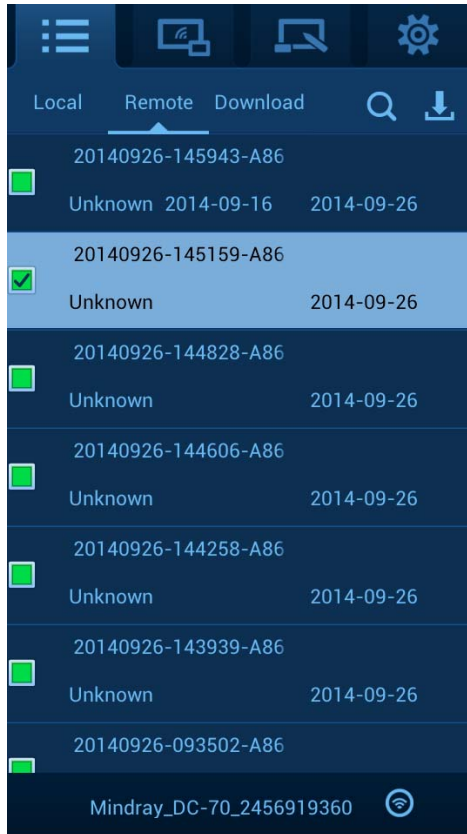 Local Remote Download
20140926-145943-A86
Unknown 2014-09-16 2014-09-26
20140926-145159-A86
Unknown 2014-09-26
20140926-144828-A86
Unknown 2014-09-26
20140926-144606-A86
Unknown 2014-09-26
20140926-144258-A86
Unknown 2014-09-26
20140926-143939-A86
Unknown 2014-09-26
20140926-093502-A86
Mindray_DC-70_2456919360